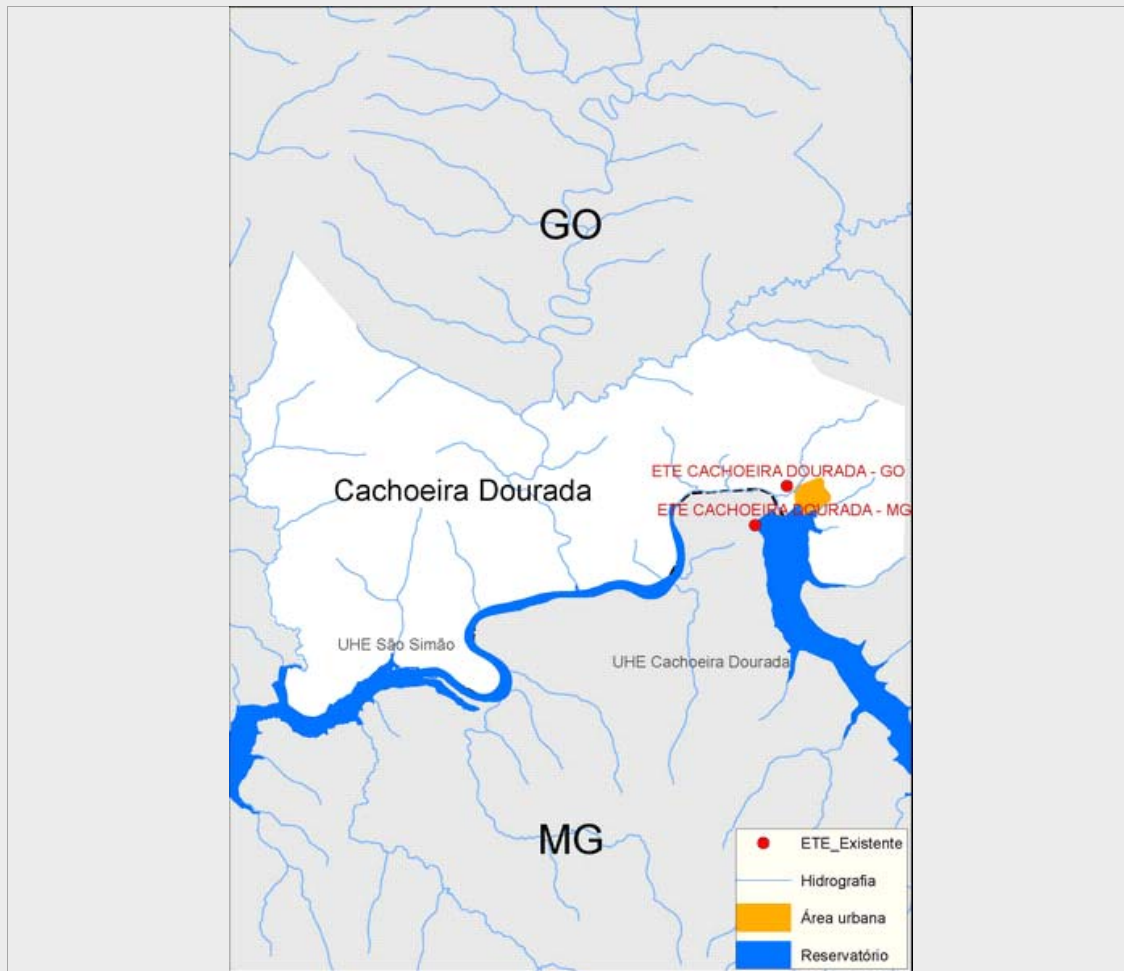 GO
ETE CACHOEIRA DOURADA - GO
Cachoeira Dourada
ETE CACHOEIRA DOURADA - MG
UHE São Simão
UHE Cachoeira Dourada
MG
ETE_Existente
Hidrografia
Área urbana
Reservatório